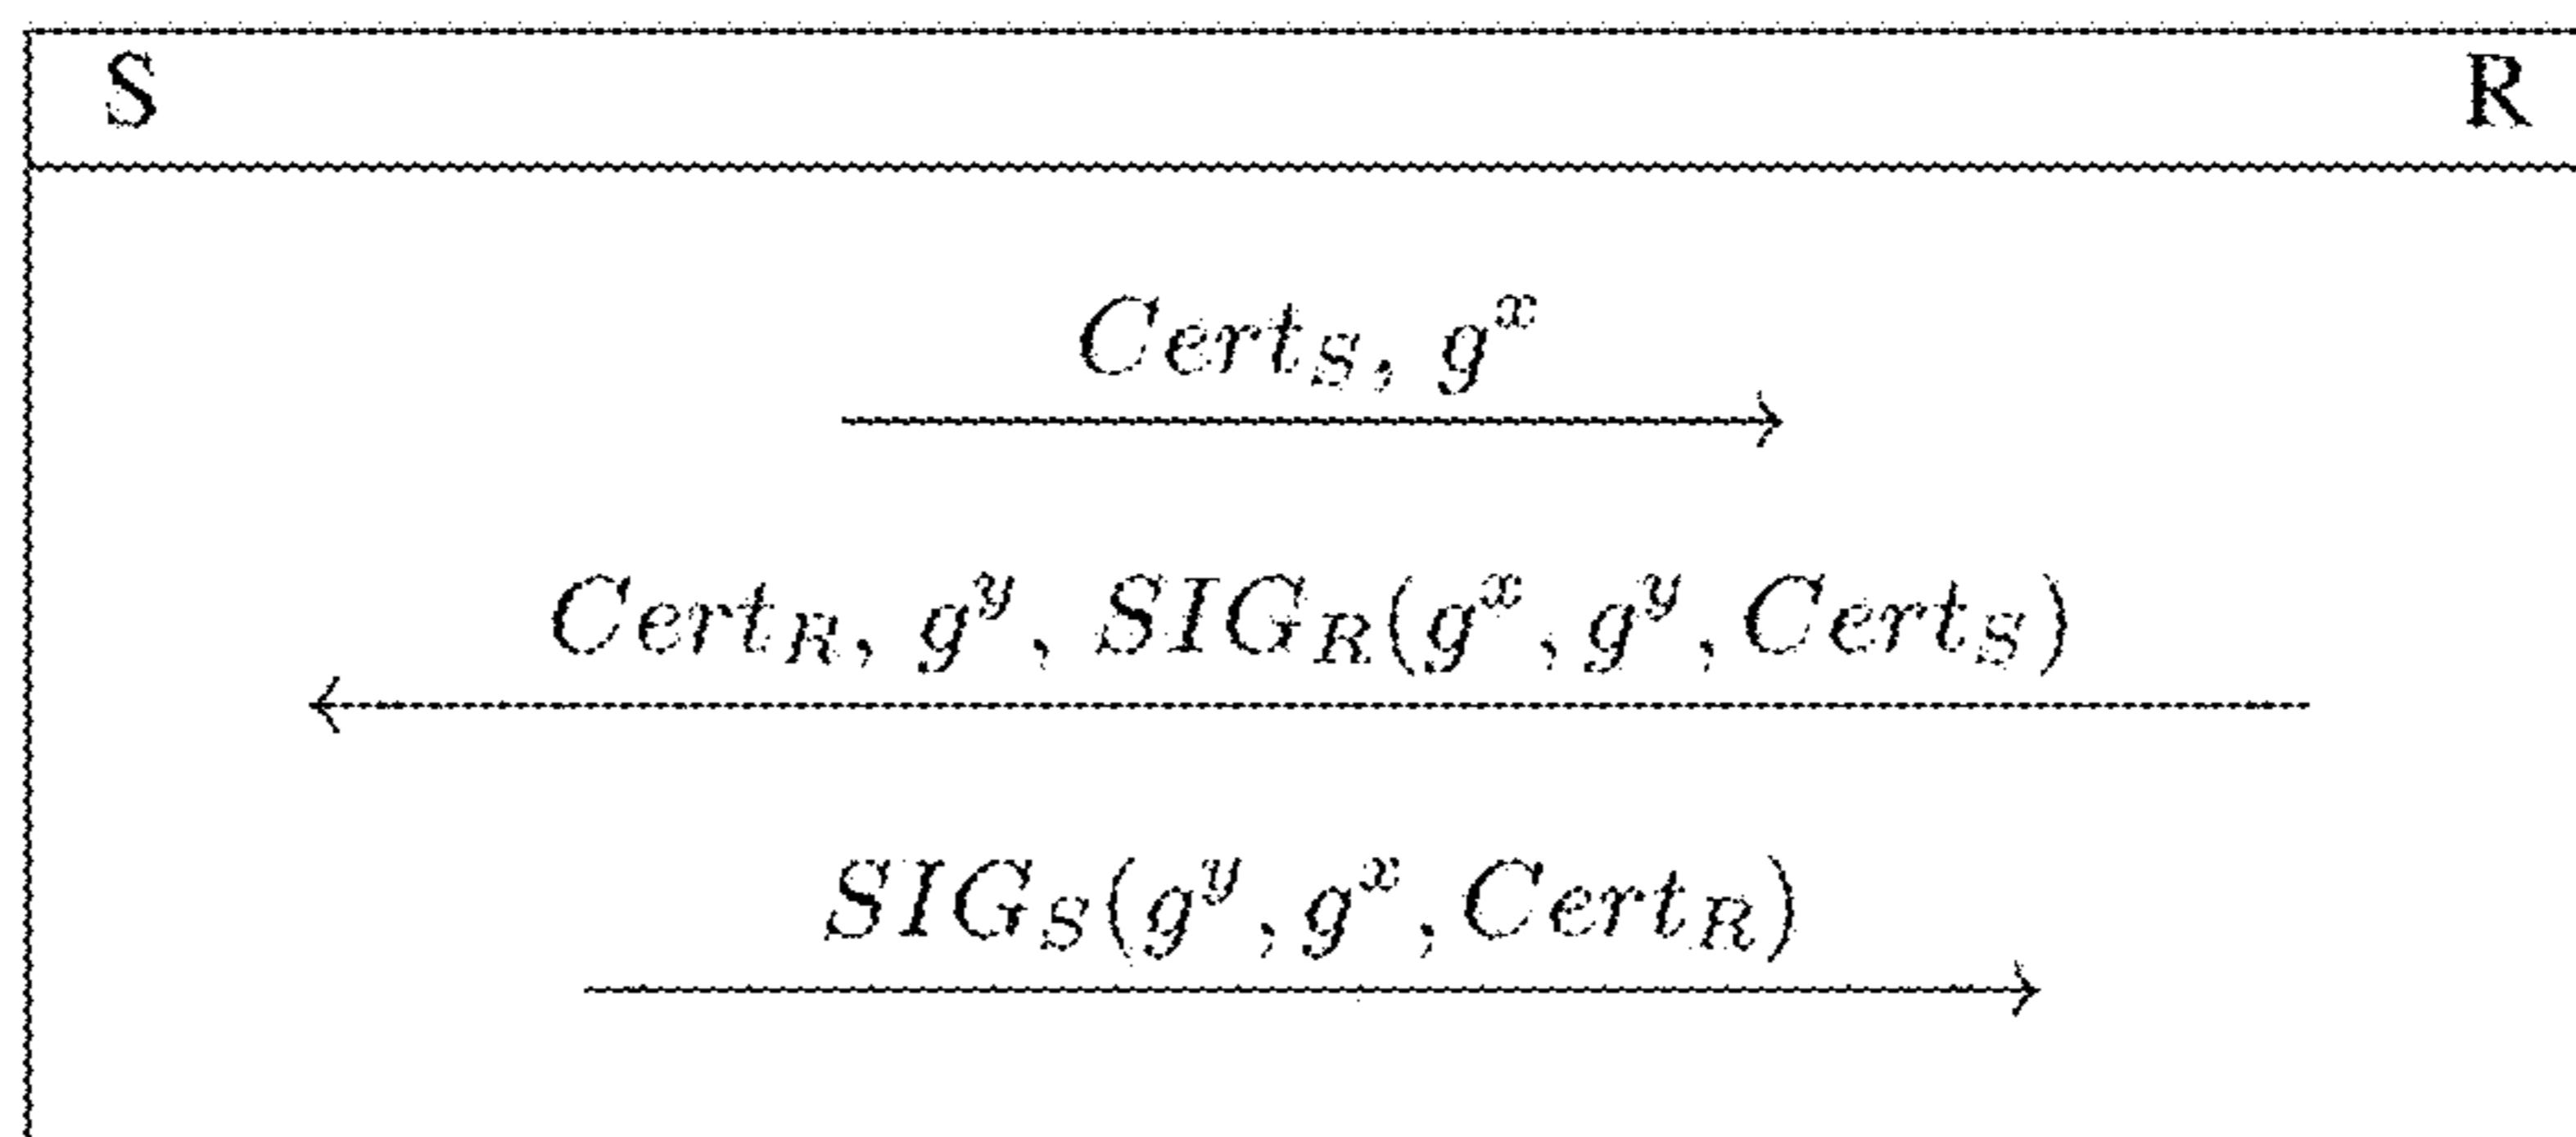 S R
Cert_S, g^x
Cert_R, g^y, SIG_R(g^x, g^y, Cert_S)
SIG_S(g^y, g^x, Cert_R)